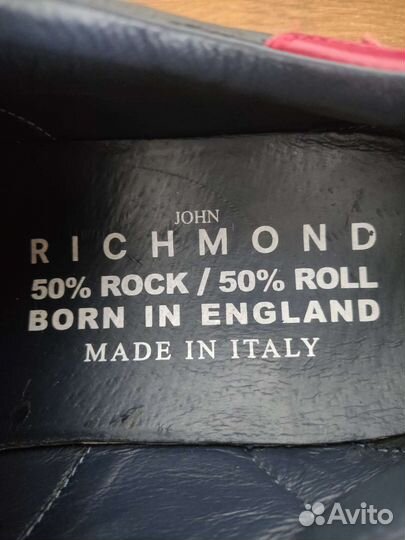 JOHN
RICHMOND
50% ROCK / 50% ROLL
BORN IN ENGLAND
MADE IN ITALY
Avito